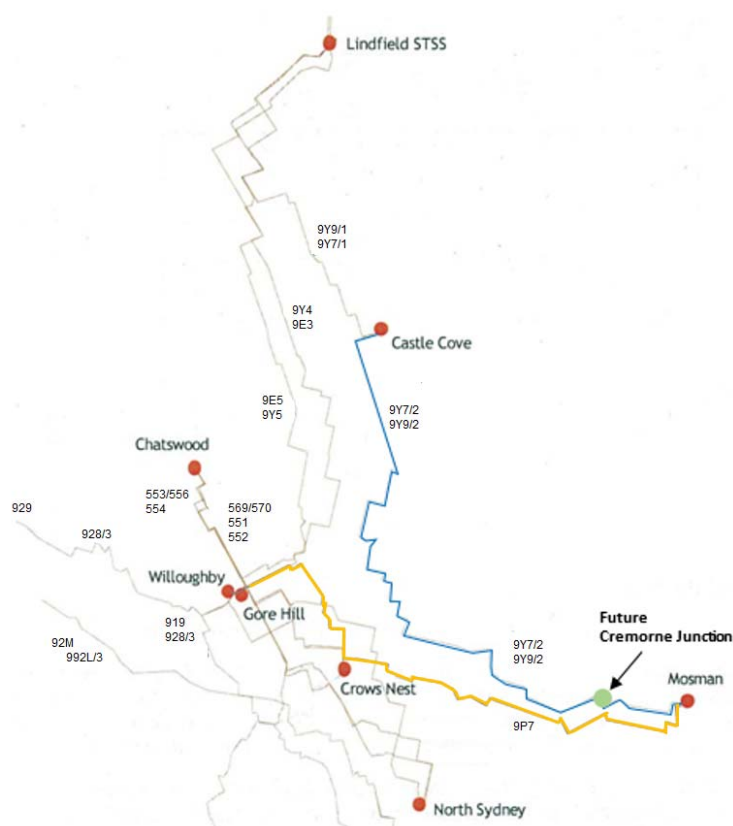 Lindfield STSS
9Y9/1
9Y7/1
9Y4
9E3
Castle Cove
9E5
9Y5
9Y7/2
9Y9/2
Chatswood
553/556
554
569/570
551
552
929
928/3
Willoughby
Gore Hill
919
928/3
92M
992L/3
Future
Cremorne Junction
9Y7/2
9Y9/2
Mosman
Crows Nest
9P7
North Sydney